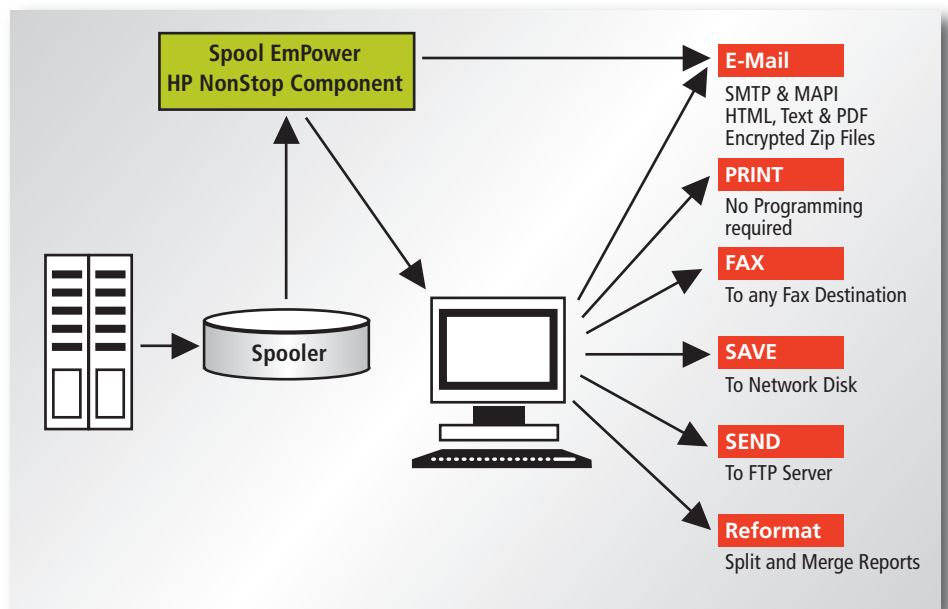 Spool EmPower
HP NonStop Component
Spooler
E-Mail
SMTP & MAPI
HTML, Text & PDF
Encrypted Zip Files
PRINT
No Programming
required
FAX
To any Fax Destination
SAVE
To Network Disk
SEND
To FTP Server
Reformat
Split and Merge Reports